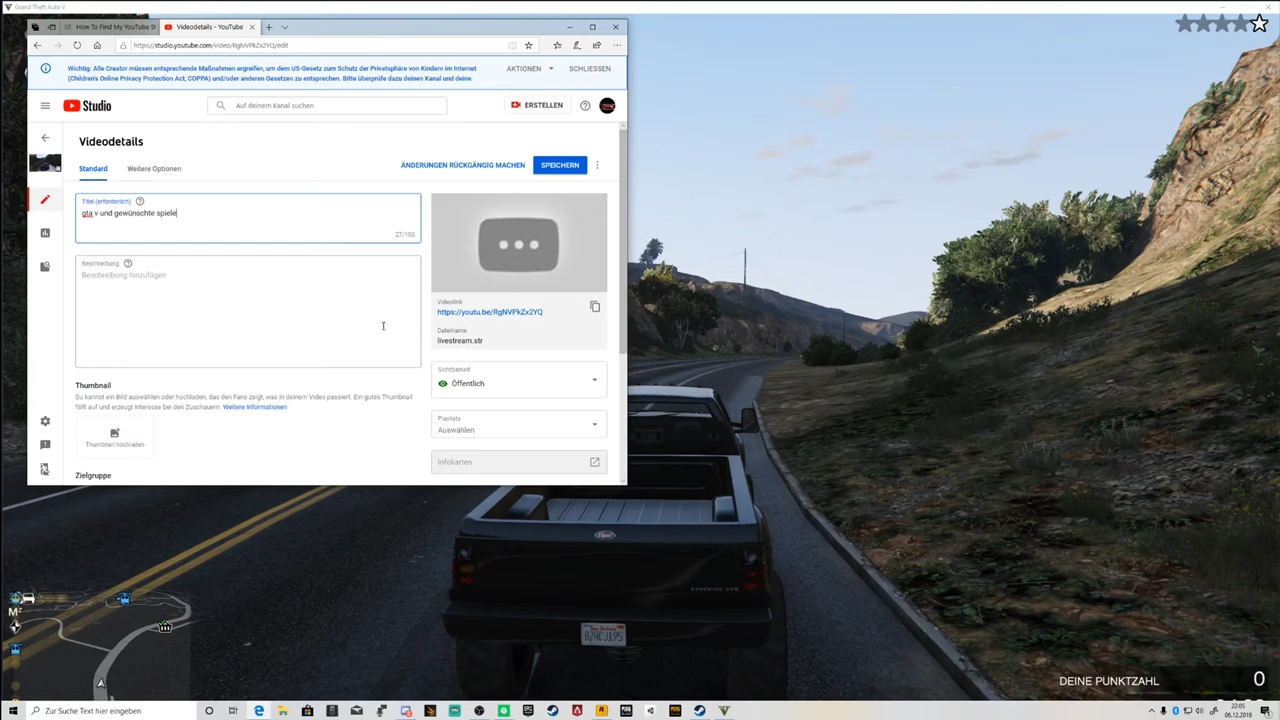 Grand Theft Auto V
How To Find My YouTube St
Videodetails - YouTube
https://studio.youtube.com/video/RgNVPkZx2YQ/edit
Wichtig: Alle Creator müssen entsprechende Maßnahmen ergreifen, um dem US-Gesetz zum Schutz der Privatsphäre von Kindern im Internet
(Children's Online Privacy Protection Act, COPPA) und/oder anderen Gesetzen zu entsprechen. Bitte überprüfe dazu deinen Kanal und deine
AKTIONEN
SCHLIESSEN
Studio
Auf deinem Kanal suchen
ERSTELLEN
Videodetails
Standard
Weitere Optionen
ÄNDERUNGEN RÜCKGÄNGIG MACHEN
SPEICHERN
Titel (erforderlich)
gta v und gewünschte spiele
27/100
Beschreibung
Beschreibung hinzufügen
Videolink
https://youtu.be/RgNVPkZx2YQ
Dateiname
livestream.str
Sichtbarkeit
Öffentlich
Thumbnail
Du kannst ein Bild auswählen oder hochladen, das den Fans zeigt, was in deinem Video passiert. Ein gutes Thumbnail
fällt auf und erzeugt Interesse bei den Zuschauern. Weitere Informationen
Thumbnail hochladen
Playlists
Auswählen
Infokarten
Zielgruppe
DEINE PUNKTZAHL 0
Zur Suche Text hier eingeben
22:05
06.12.2019